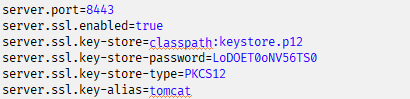 server.port=8443
server.ssl.enabled=true
server.ssl.key-store=classpath:keystore.p12
server.ssl.key-store-password=LoDOET0oNV56TS0
server.ssl.key-store-type=PKCS12
server.ssl.key-alias=tomcat